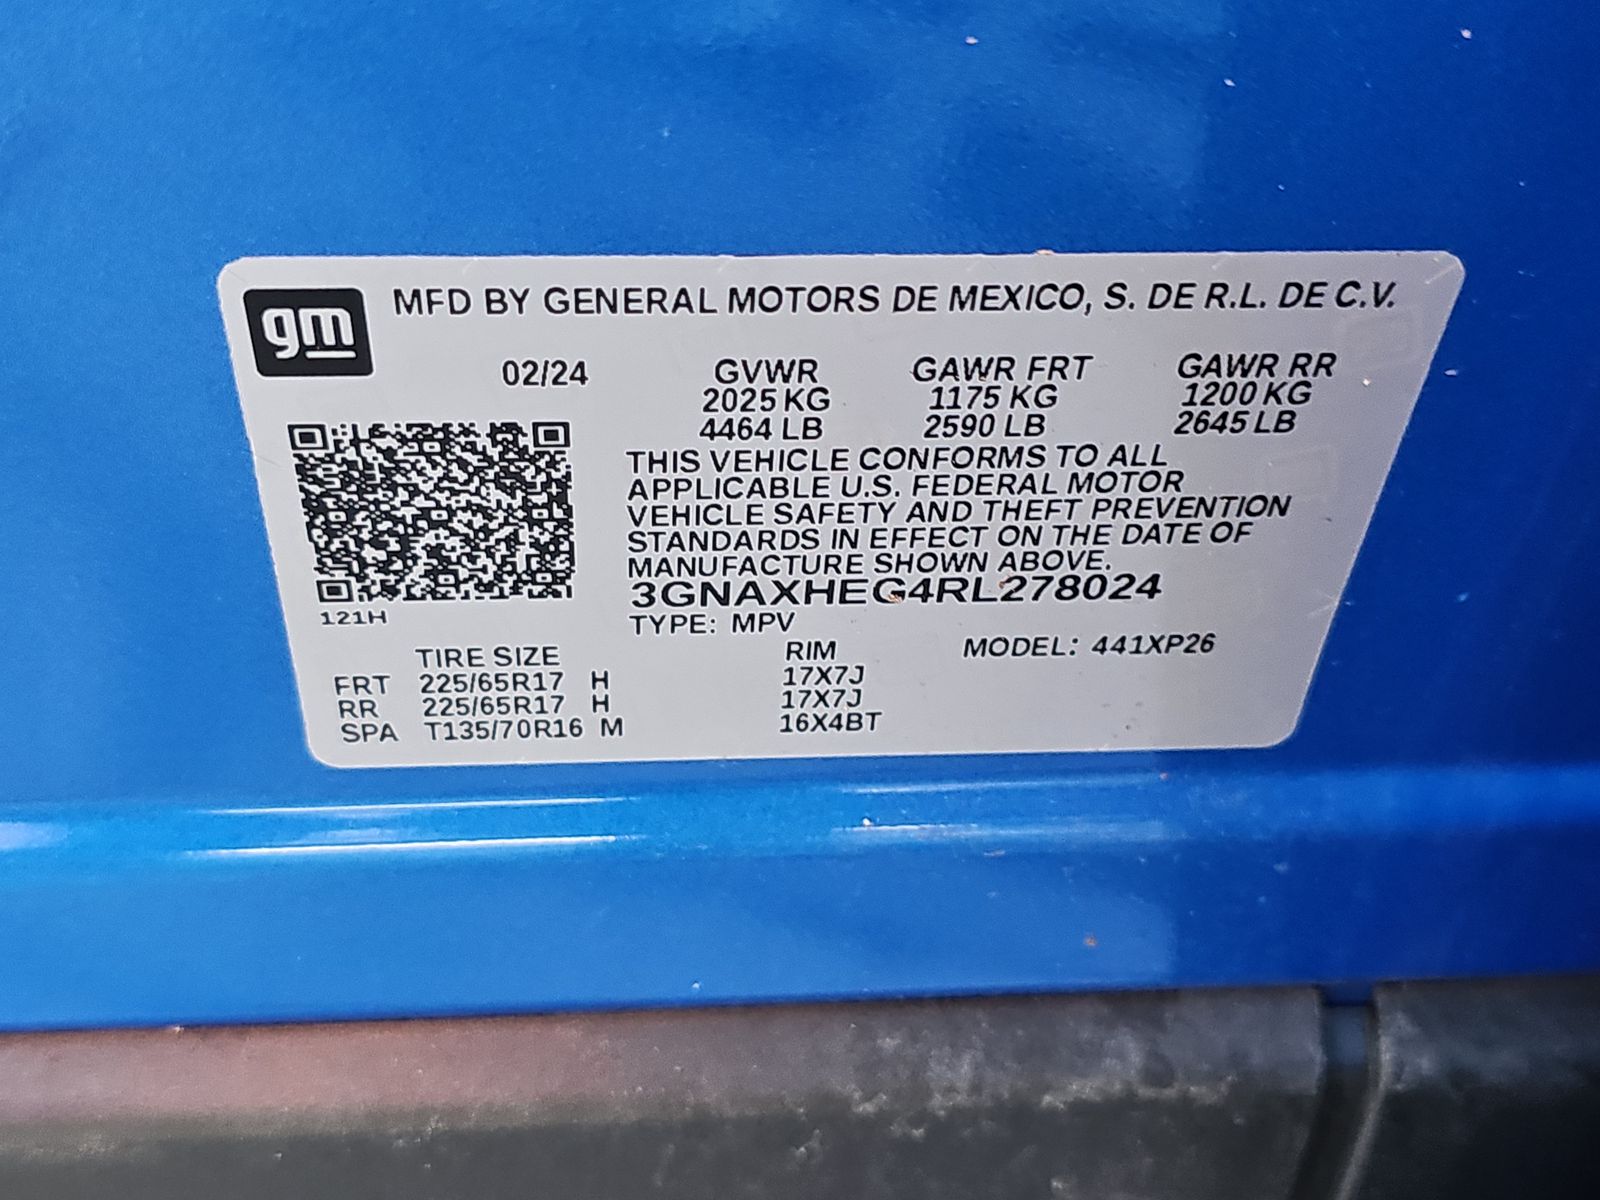 gm
MFD BY GENERAL MOTORS DE MEXICO, S. DE R.L. DE C.V.
02/24 GVWR GAWR FRT GAWR RR
2025 KG 1175 KG 1200 KG
4464 LB 2590 LB 2645 LB
THIS VEHICLE CONFORMS TO ALL
APPLICABLE U.S. FEDERAL MOTOR
VEHICLE SAFETY AND THEFT PREVENTION
STANDARDS IN EFFECT ON THE DATE OF
MANUFACTURE SHOWN ABOVE.
3GNAXHEG4RL278024
121H
TYPE: MPV
TIRE SIZE RIM MODEL: 441XP26
FRT 225/65R17 H 17X7J
RR 225/65R17 H 17X7J
SPA T135/70R16 M 16X4BT